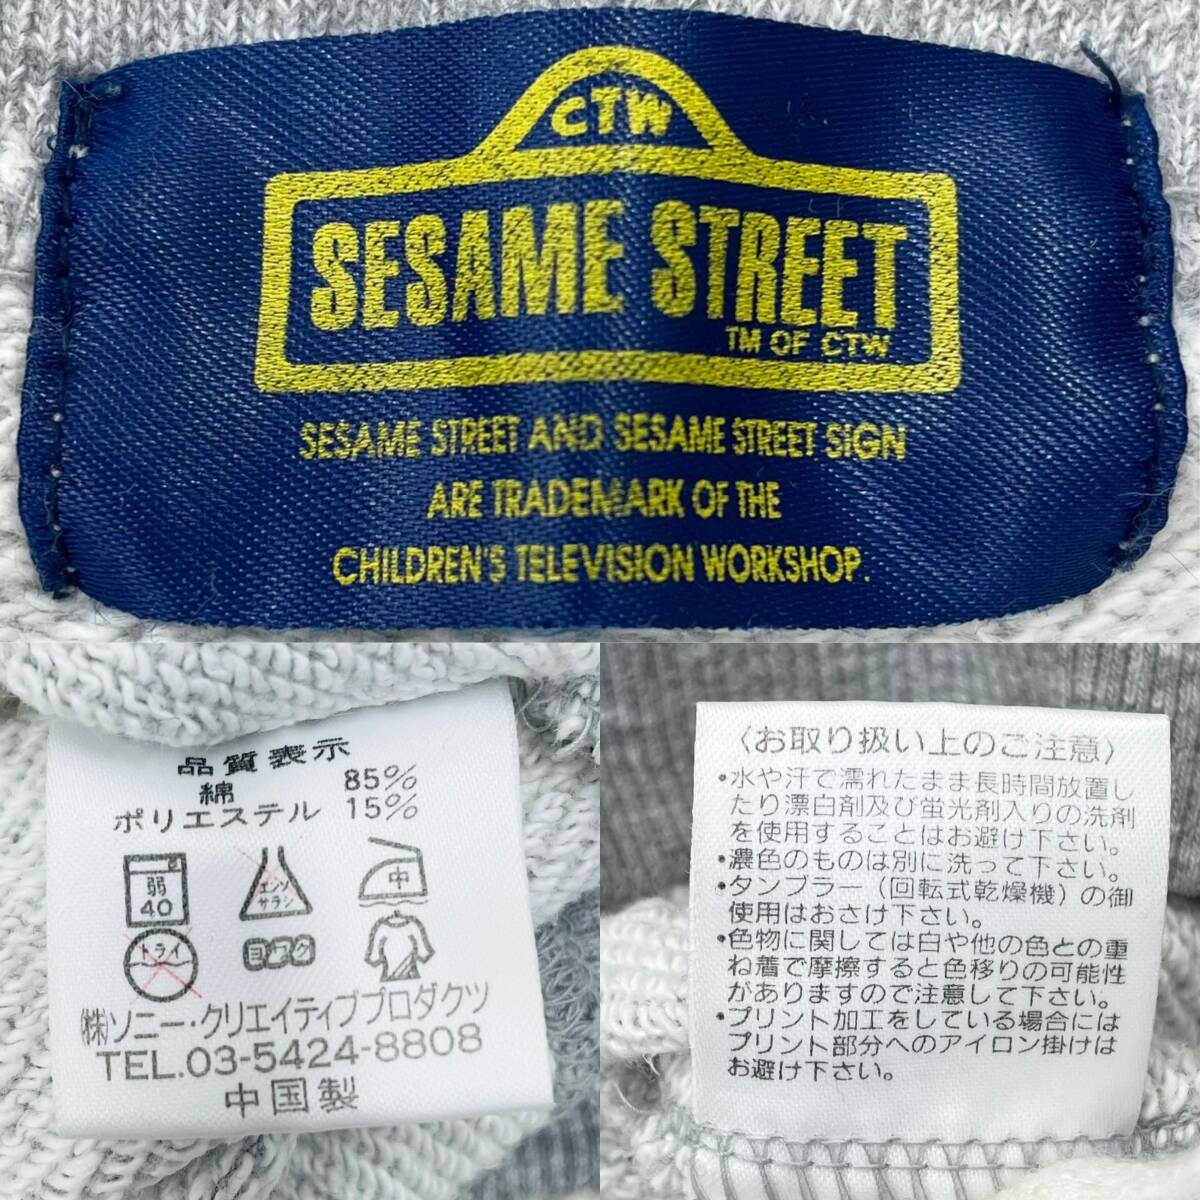 CTW
SESAME STREET
TM OF CTW
SESAME STREET AND SESAME STREET SIGN
ARE TRADEMARK OF THE
CHILDREN'S TELEVISION WORKSHOP.
品質表示
綿 85%
ポリエステル 15%
弱
40
エンソ
サラシ
中
ドライ
ヨワク
㈱ソニー・クリエイティブプロダクツ
TEL.03-5424-8808
中国製
〈お取り扱い上のご注意〉
・水や汗で濡れたまま長時間放置し
たり漂白剤及び蛍光剤入りの洗剤
を使用することはお避け下さい。
・濃色のものは別に洗って下さい。
・タンブラー（回転式乾燥機）の御
使用はおさけ下さい。
・色物に関しては白や他の色との重
ね着で摩擦すると色移りの可能性
がありますので注意して下さい。
・プリント加工をしている場合には
プリント部分へのアイロン掛けは
お避け下さい。